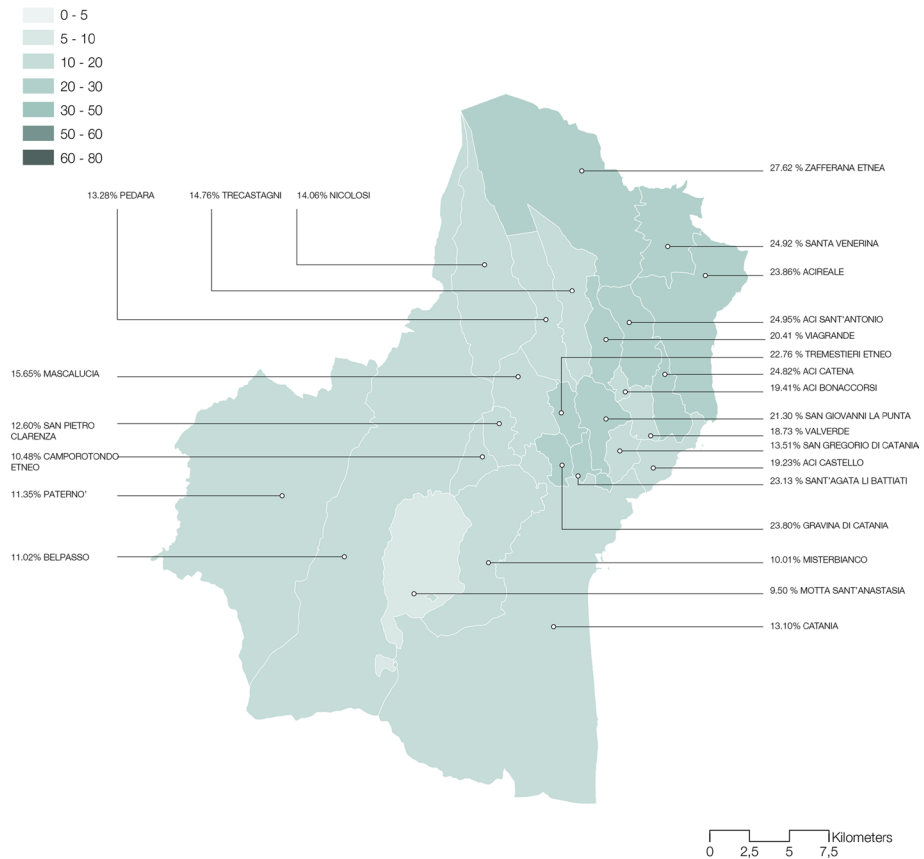 0 - 5
5 - 10
10 - 20
20 - 30
30 - 50
50 - 60
60 - 80
13.28% PEDARA
14.76% TRECASTAGNI
14.06% NICOLOSI
15.65% MASCALUCIA
12.60% SAN PIETRO
CLARENZA
10.48% CAMPOROTONDO
ETNEO
11.35% PATERNO'
11.02% BELPASSO
27.62 % ZAFFERANA ETNEA
24.92 % SANTA VENERINA
23.86% ACIREALE
24.95% ACI SANT'ANTONIO
20.41 % VIAGRANDE
22.76 % TREMESTIERI ETNEO
24.82% ACI CATENA
19.41% ACI BONACCORSI
21.30 % SAN GIOVANNI LA PUNTA
18.73 % VALVERDE
13.51% SAN GREGORIO DI CATANIA
19.23% ACI CASTELLO
23.13 % SANT'AGATA LI BATTIATI
23.80% GRAVINA DI CATANIA
10.01% MISTERBIANCO
9.50 % MOTTA SANT'ANASTASIA
13.10% CATANIA
Kilometers
0 2,5 5 7,5